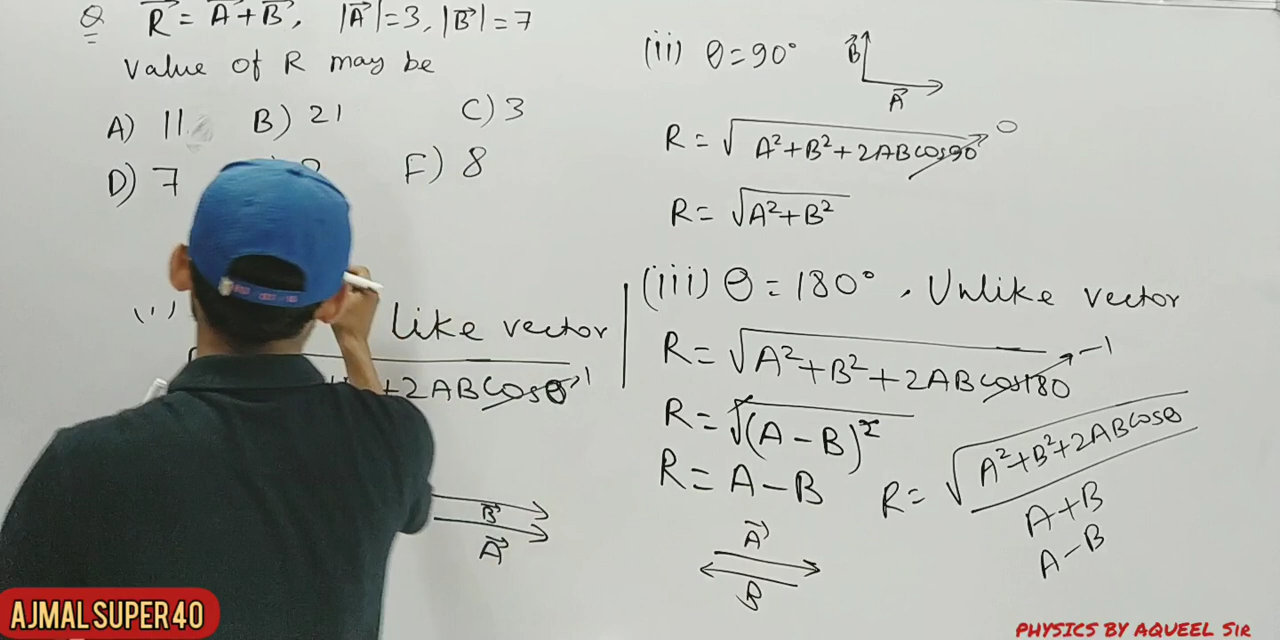 Q R⃗ = A⃗ + B⃗, |A⃗|=3, |B⃗|=7
Value of R may be
A) 11 B) 21 C) 3
D) 7 F) 8
like vector
+2ABcosθ 1
B⃗
A⃗
(ii) θ=90°
B⃗
A⃗
R = √A²+B²+2ABcos90° 0
R = √A²+B²
(iii) θ = 180°, Unlike vector
R = √A²+B²+2ABcos180 -1
R = √(A-B)²
R = A-B
A⃗
B
R = √A²+B²+2ABcosθ
A+B
A-B
AJMAL SUPER 40
PHYSICS BY AQUEEL SIR